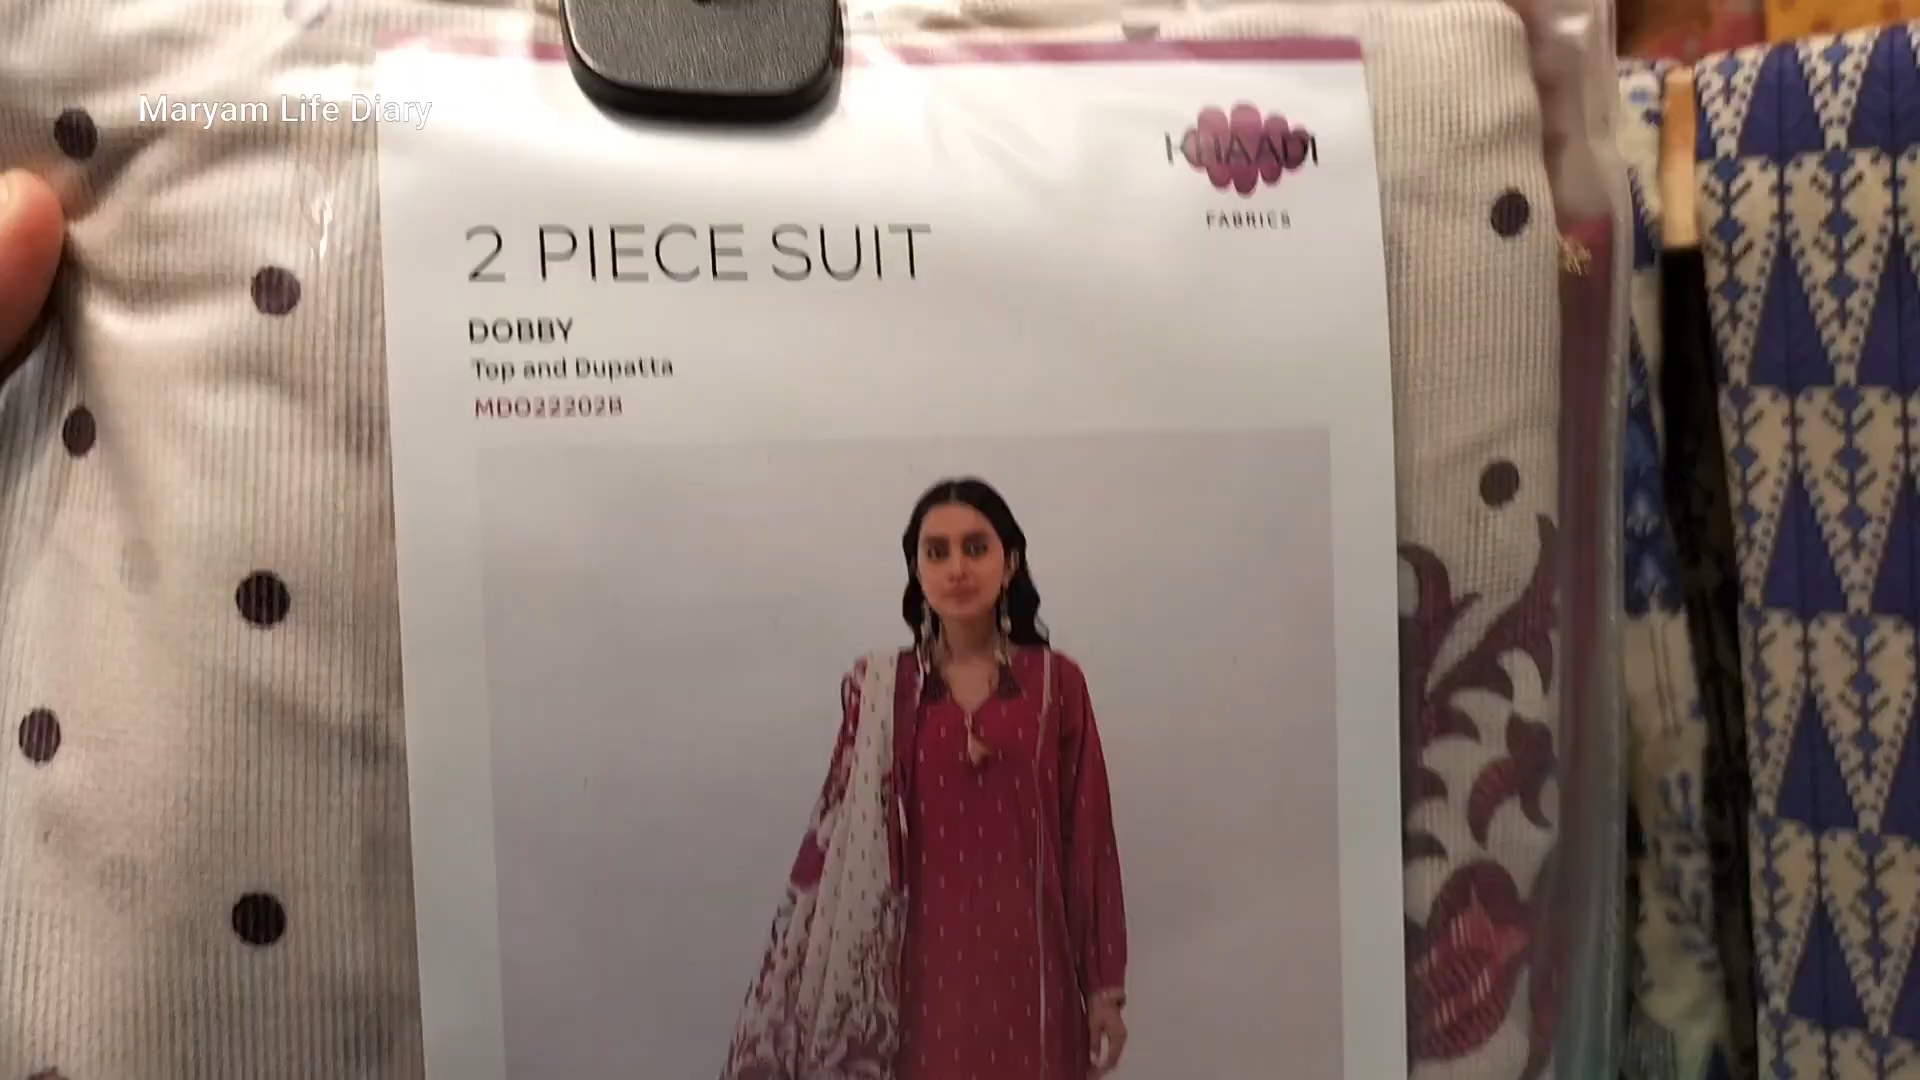 Maryam Life Diary
KHAADI
FABRICS
2 PIECE SUIT
DOBBY
Top and Dupatta
MDO22202B